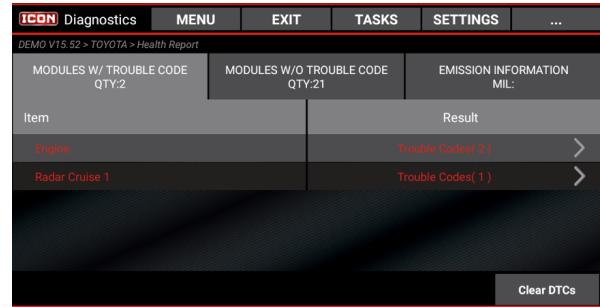 ICON Diagnostics MENU EXIT TASKS SETTINGS ...
DEMO V15.52 > TOYOTA > Health Report
MODULES W/ TROUBLE CODE MODULES W/O TROUBLE CODE EMISSION INFORMATION
QTY:2 QTY:21 MIL:
Item Result
Engine Trouble Codes( 2 )
Radar Cruise 1 Trouble Codes( 1 )
Clear DTCs